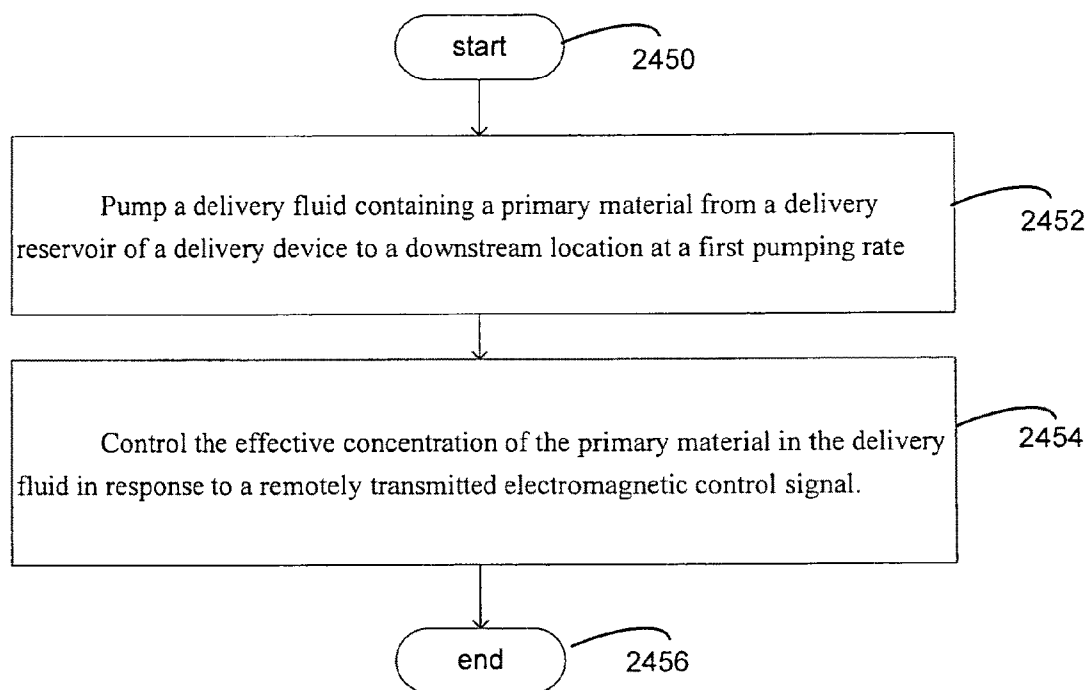 start
2450
Pump a delivery fluid containing a primary material from a delivery
reservoir of a delivery device to a downstream location at a first pumping rate
2452
Control the effective concentration of the primary material in the delivery
fluid in response to a remotely transmitted electromagnetic control signal.
2454
end
2456